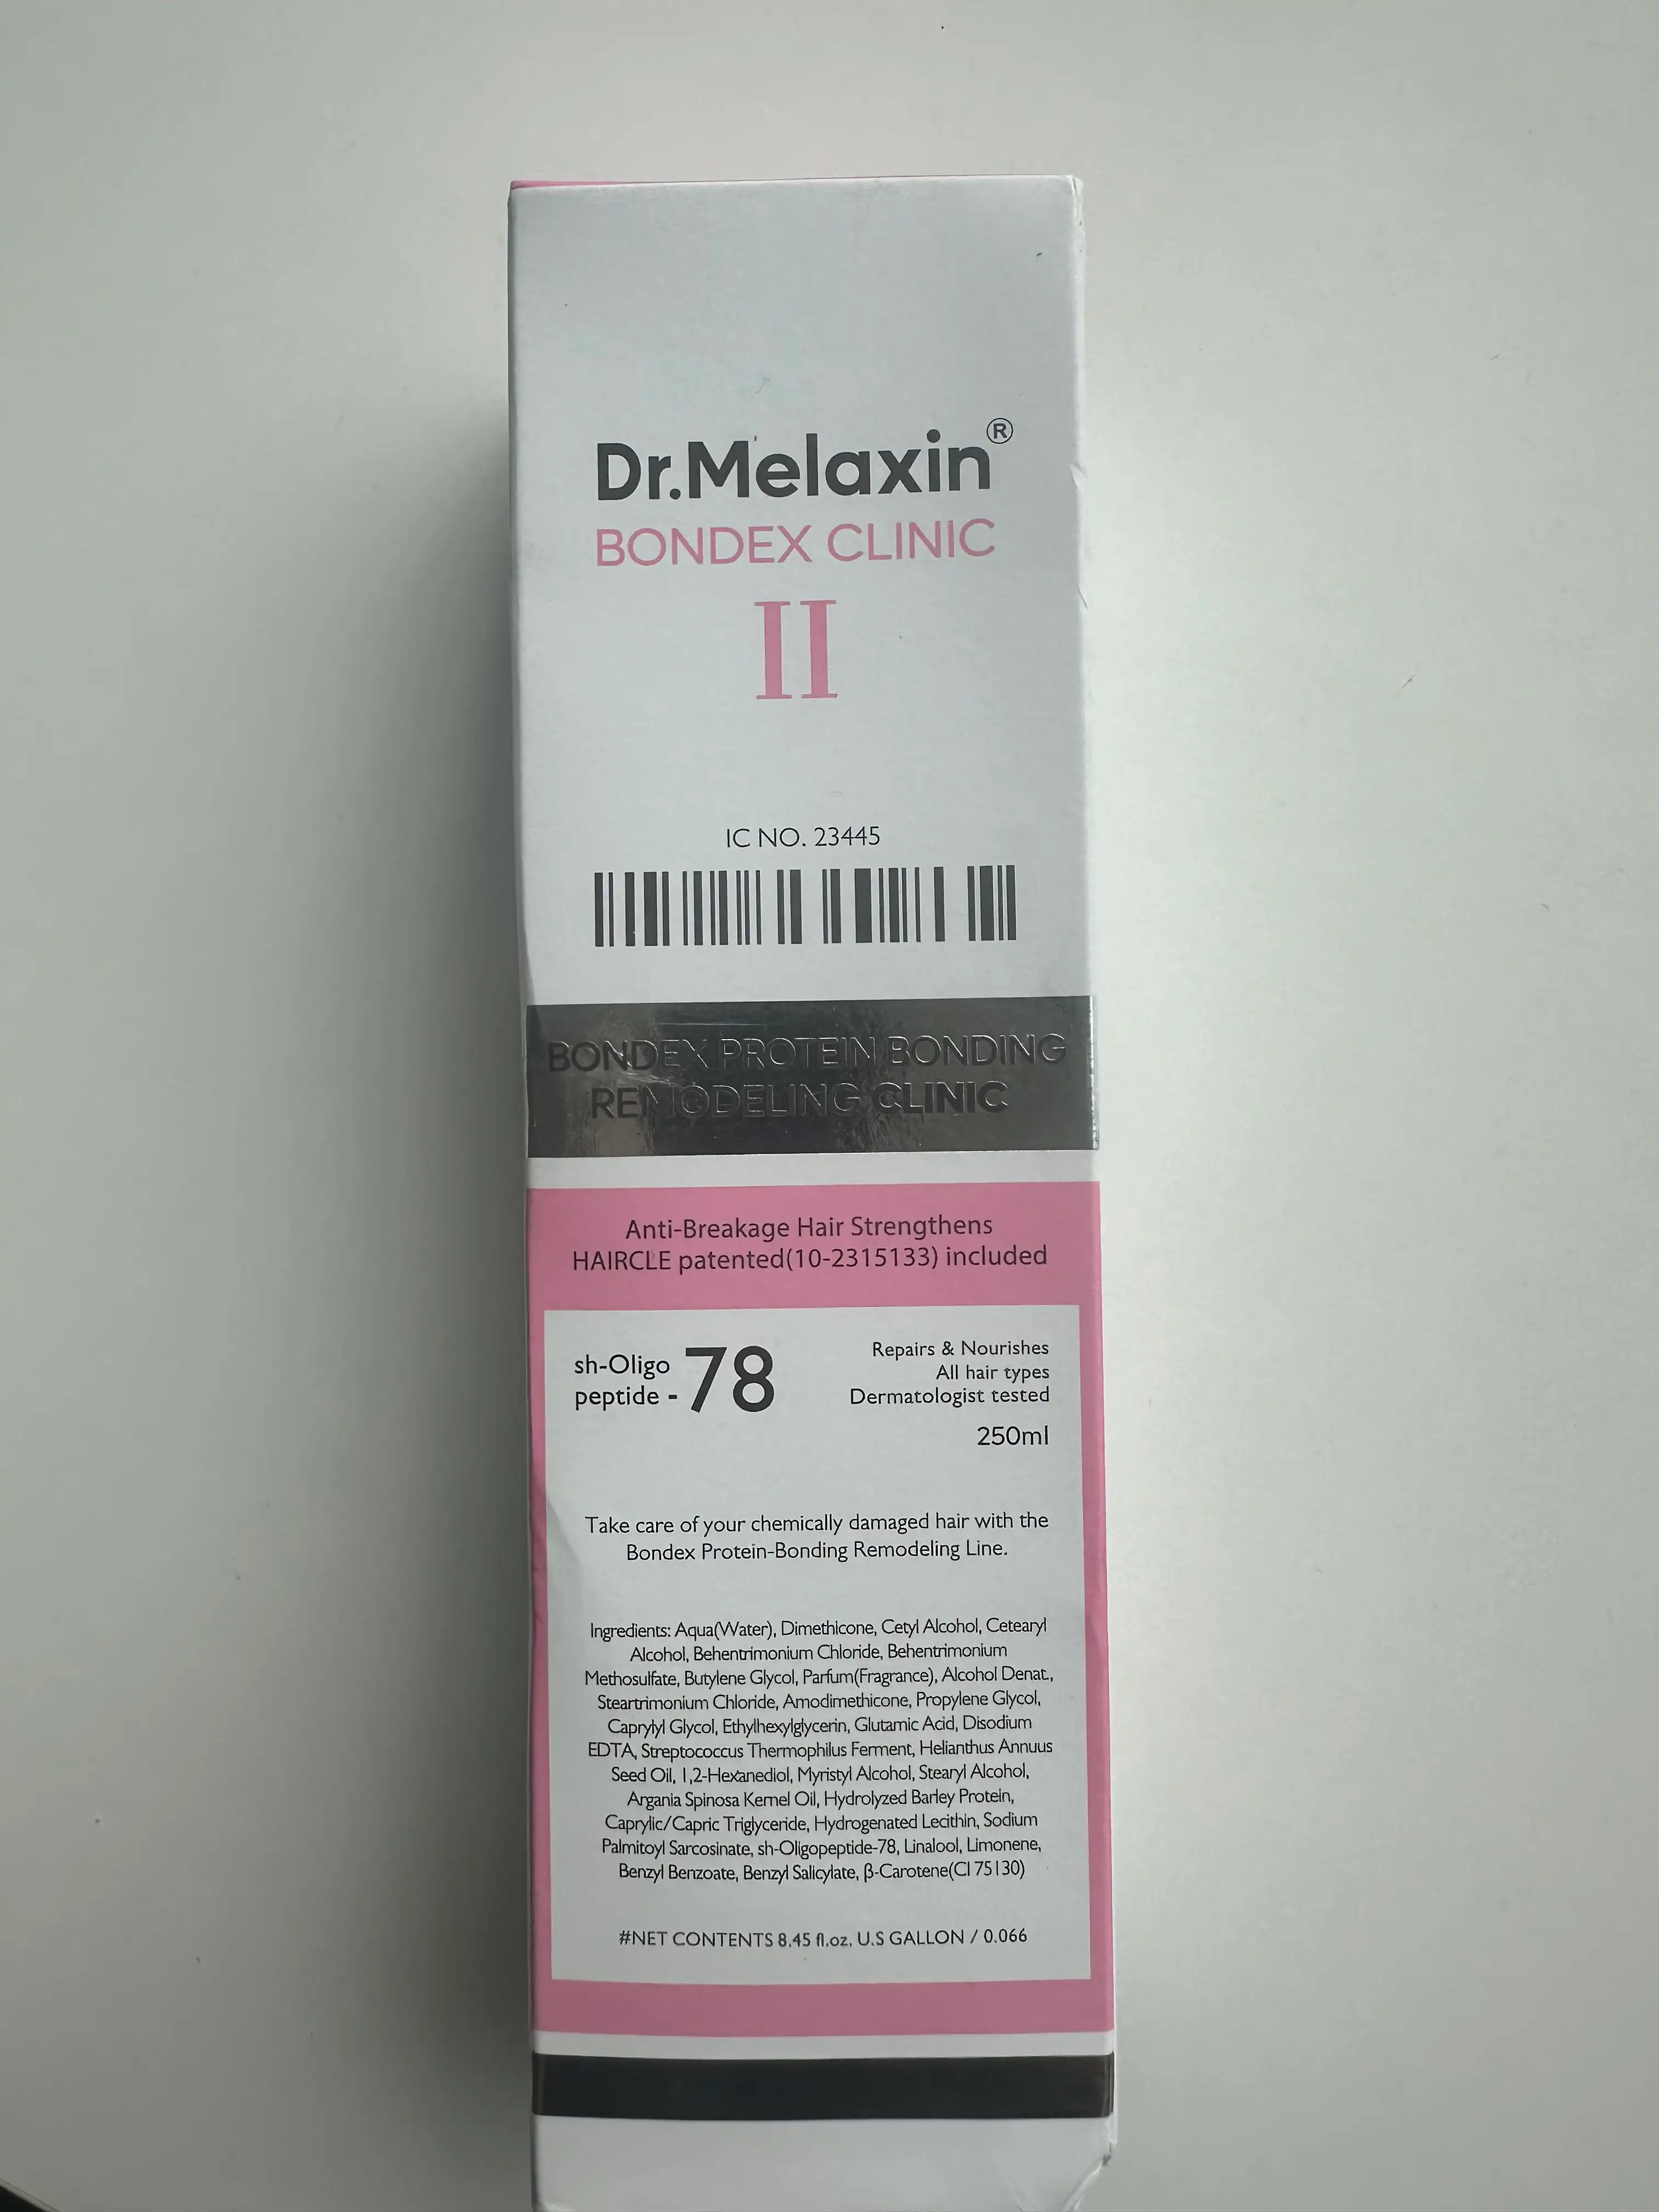 Dr.Melaxin®
BONDEX CLINIC
II
IC NO. 23445
BONDEX PROTEIN BONDING
REMODELING CLINIC
Anti-Breakage Hair Strengthens
HAIRCLE patented(10-2315133) included
sh-Oligo
peptide -78
Repairs & Nourishes
All hair types
Dermatologist tested
250ml
Take care of your chemically damaged hair with the
Bondex Protein-Bonding Remodeling Line.
Ingredients: Aqua(Water), Dimethicone, Cetyl Alcohol, Cetearyl
Alcohol, Behentrimonium Chloride, Behentrimonium
Methosulfate, Butylene Glycol, Parfum(Fragrance), Alcohol Denat.,
Steartrimonium Chloride, Amodimethicone, Propylene Glycol,
Caprylyl Glycol, Ethylhexylglycerin, Glutamic Acid, Disodium
EDTA, Streptococcus Thermophilus Ferment, Helianthus Annuus
Seed Oil, 1,2-Hexanediol, Myristyl Alcohol, Stearyl Alcohol,
Argania Spinosa Kernel Oil, Hydrolyzed Barley Protein,
Caprylic/Capric Triglyceride, Hydrogenated Lecithin, Sodium
Palmitoyl Sarcosinate, sh-Oligopeptide-78, Linalool, Limonene,
Benzyl Benzoate, Benzyl Salicylate, β-Carotene(CI 75130)
#NET CONTENTS 8.45 fl.oz. U.S GALLON / 0.066